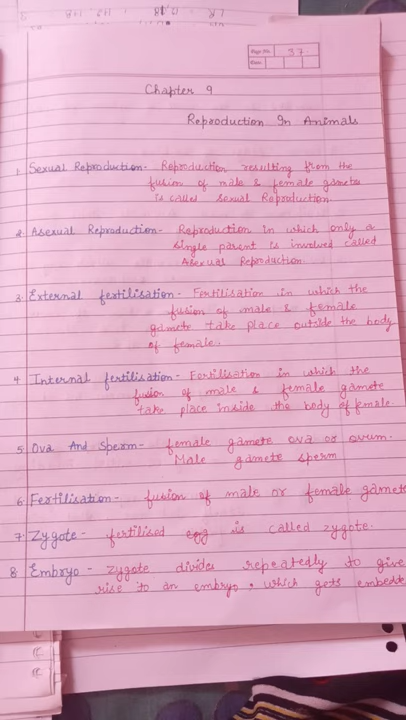 Page No. 37.
Date:
Chapter 9
Reproduction In Animals
1. Sexual Reproduction - Reproduction resulting from the
fusion of male & female gametes
is called Sexual Reproduction.
2. Asexual Reproduction - Reproduction in which only a
single parent is involved called
Asexual Reproduction.
3. External fertilisation - Fertilisation in which the
fusion of male & female
gamete take place outside the body
of female.
4. Internal fertilisation - Fertilisation in which the
fusion of male & female gamete
take place inside the body of female.
5. Ova And Sperm - female gamete ova or ovum.
Male gamete sperm
6. Fertilisation - fusion of male or female gamete
7. Zygote - fertilised egg is called zygote.
8. Embryo - zygote divides repeatedly to give
rise to an embryo, which gets embedde